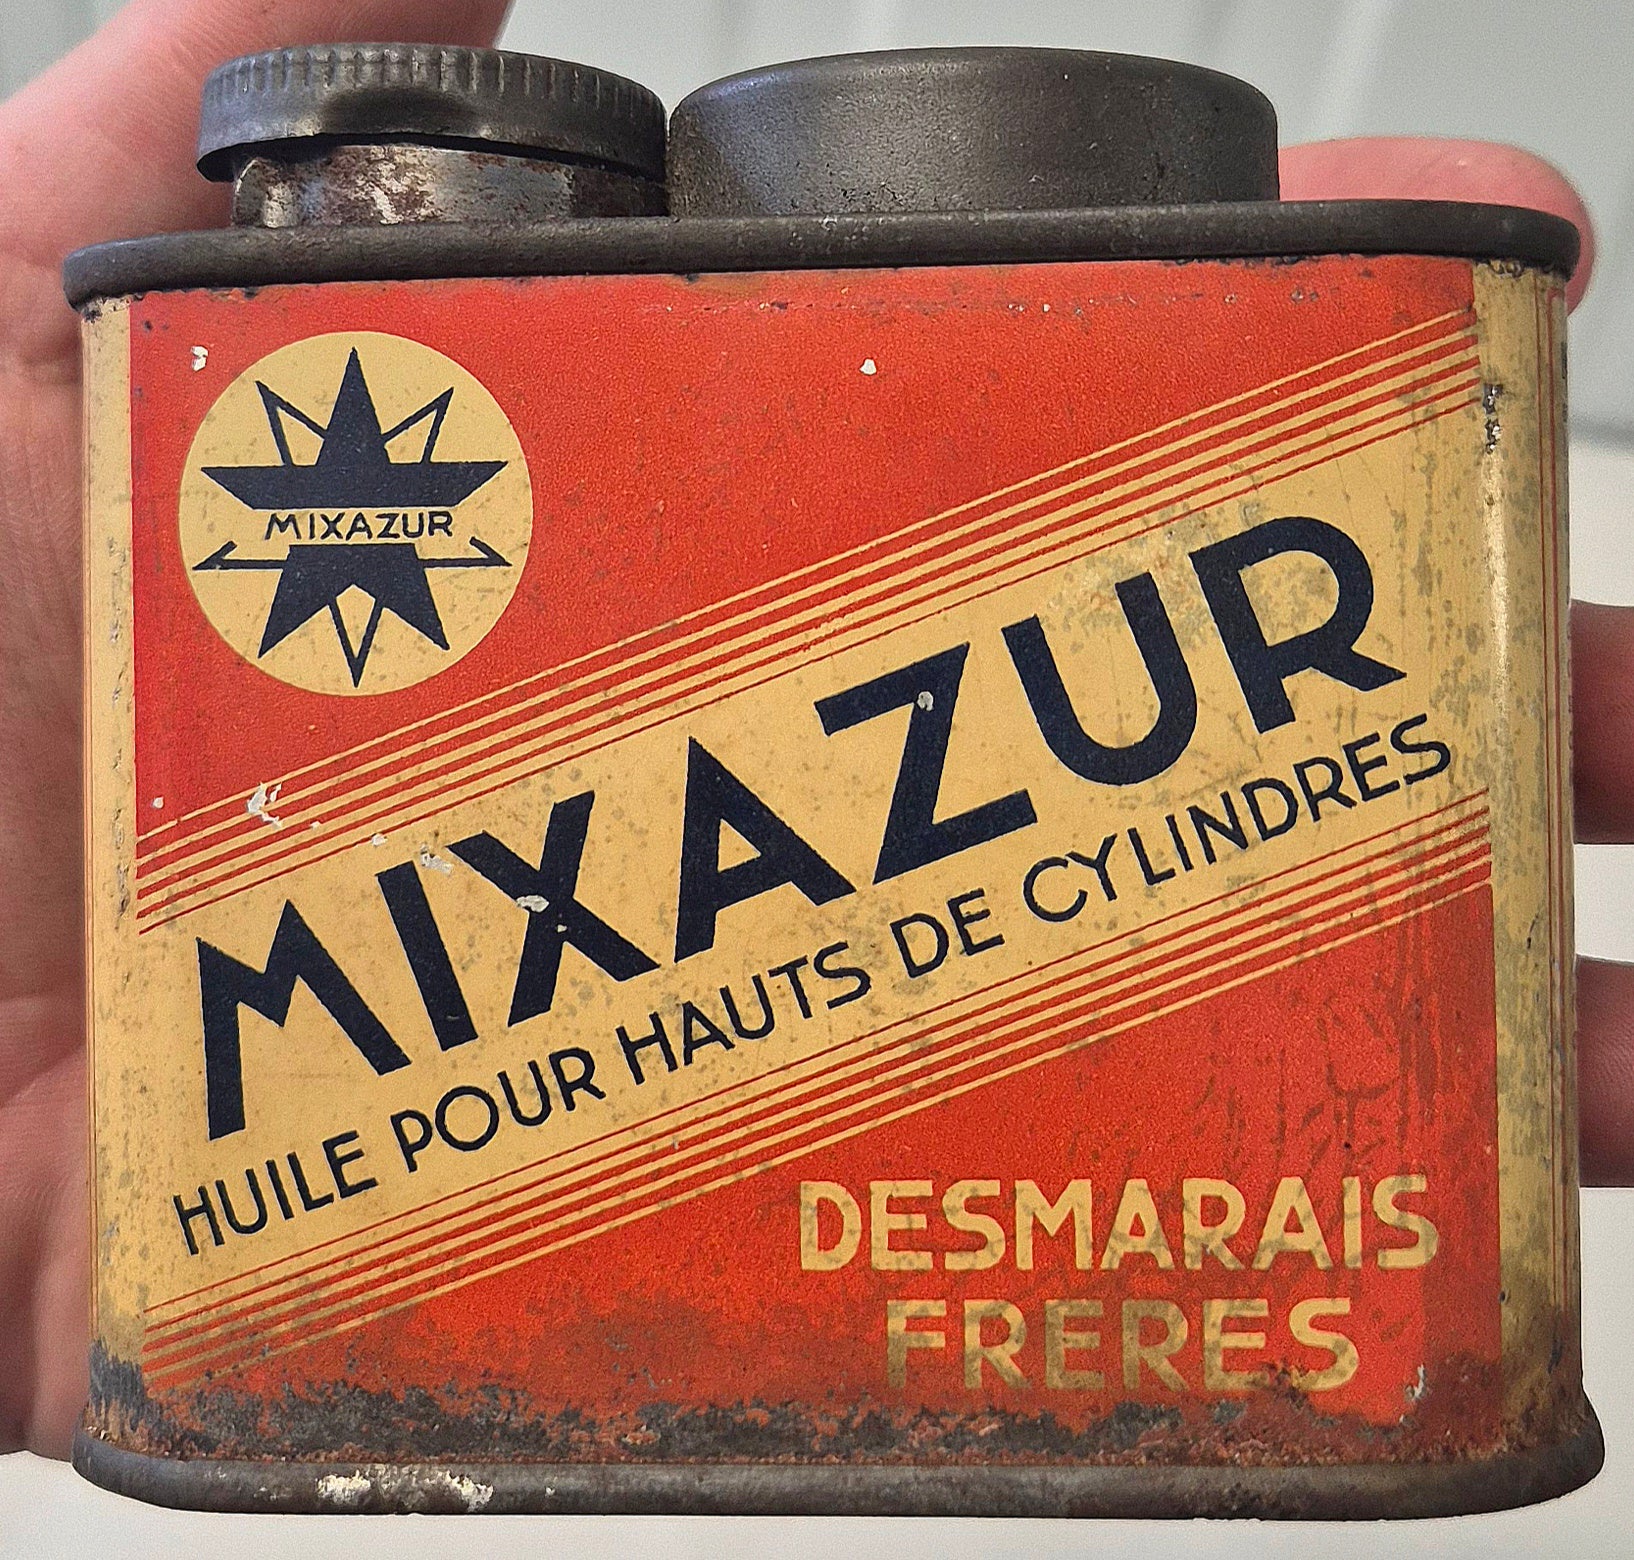 MIXAZUR
MIXAZUR
HUILE POUR HAUTS DE CYLINDRES
DESMARAIS
FRERES